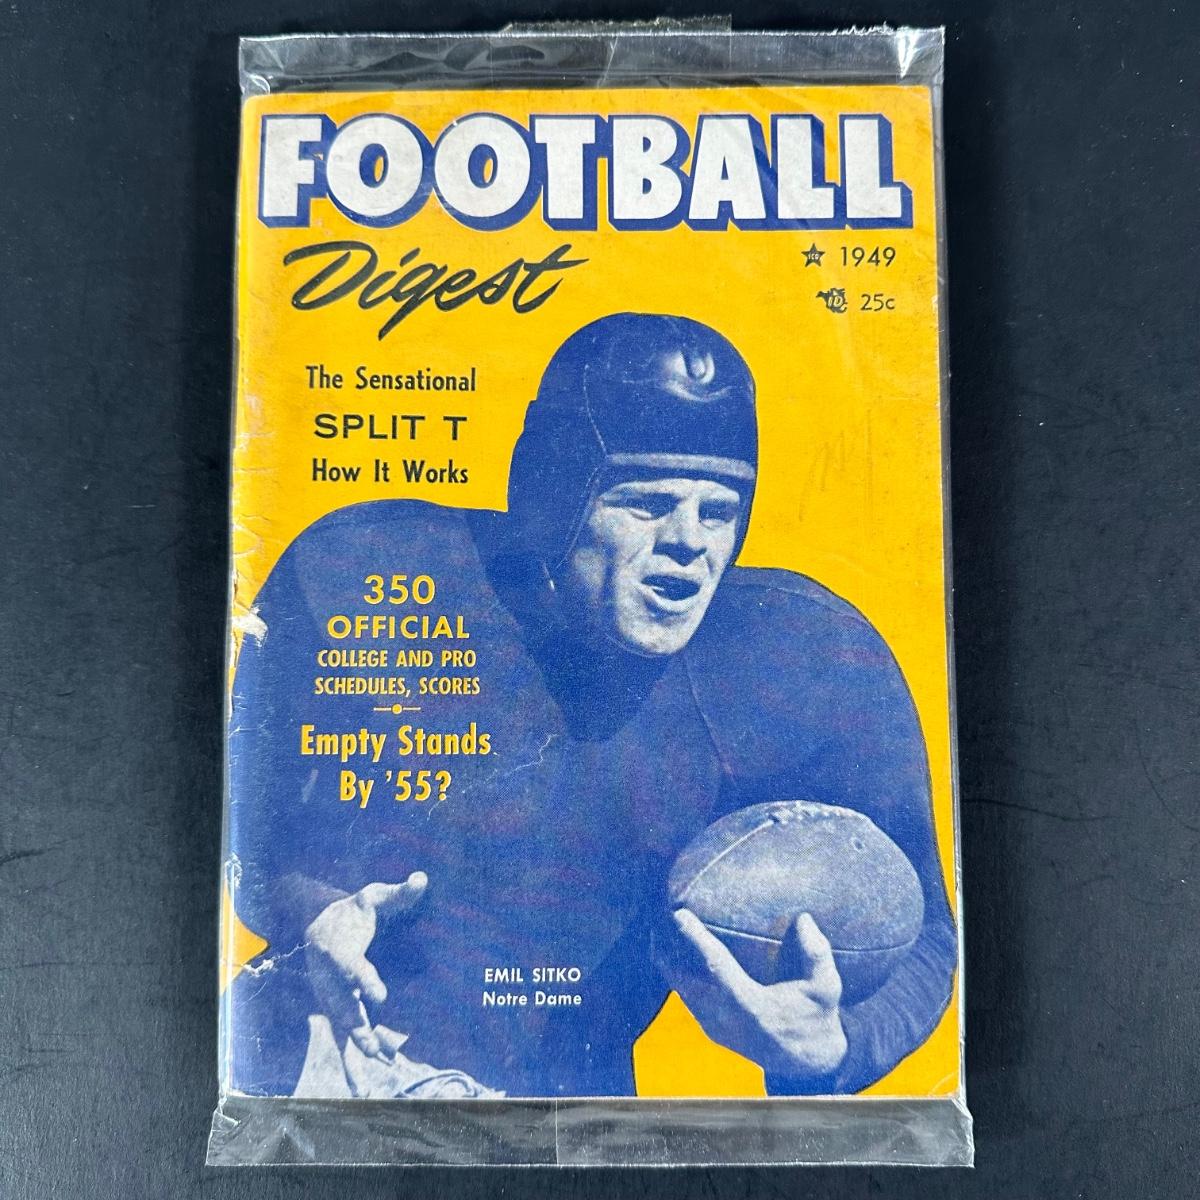 FOOTBALL
Digest
1949
25c
The Sensational
SPLIT T
How It Works
350
OFFICIAL
COLLEGE AND PRO
SCHEDULES, SCORES
Empty Stands
By '55?
EMIL SITKO
Notre Dame